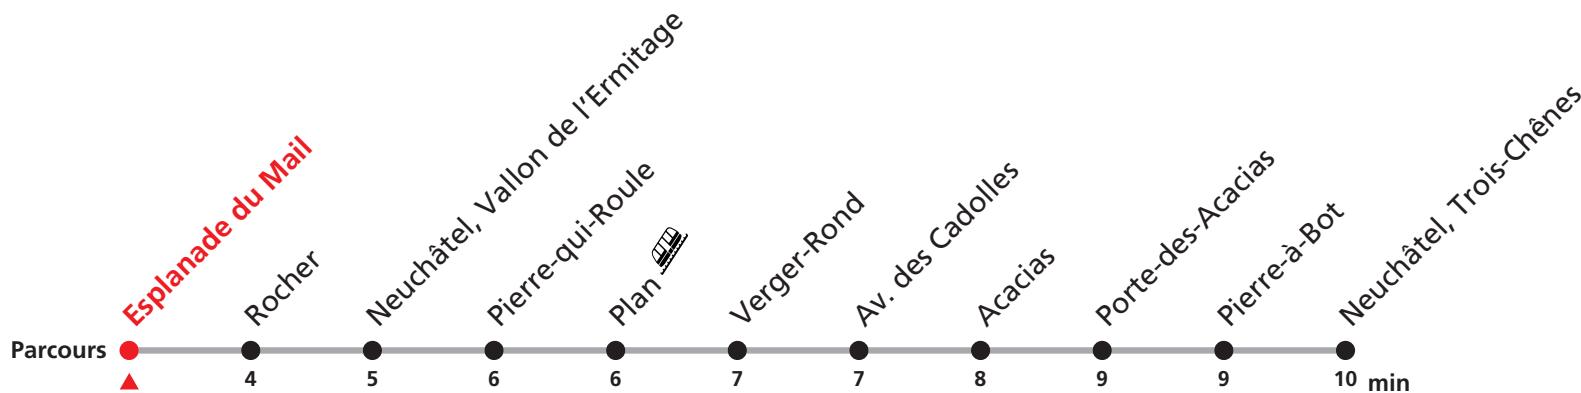 Esplanade du Mail
Rocher
Neuchâtel, Vallon de l'Ermitage
Pierre-qui-Roule
Plan
Verger-Rond
Av. des Cadolles
Acacias
Porte-des-Acacias
Pierre-à-Bot
Neuchâtel, Trois-Chênes
Parcours
4 5 6 6 7 7 8 9 9 10 min